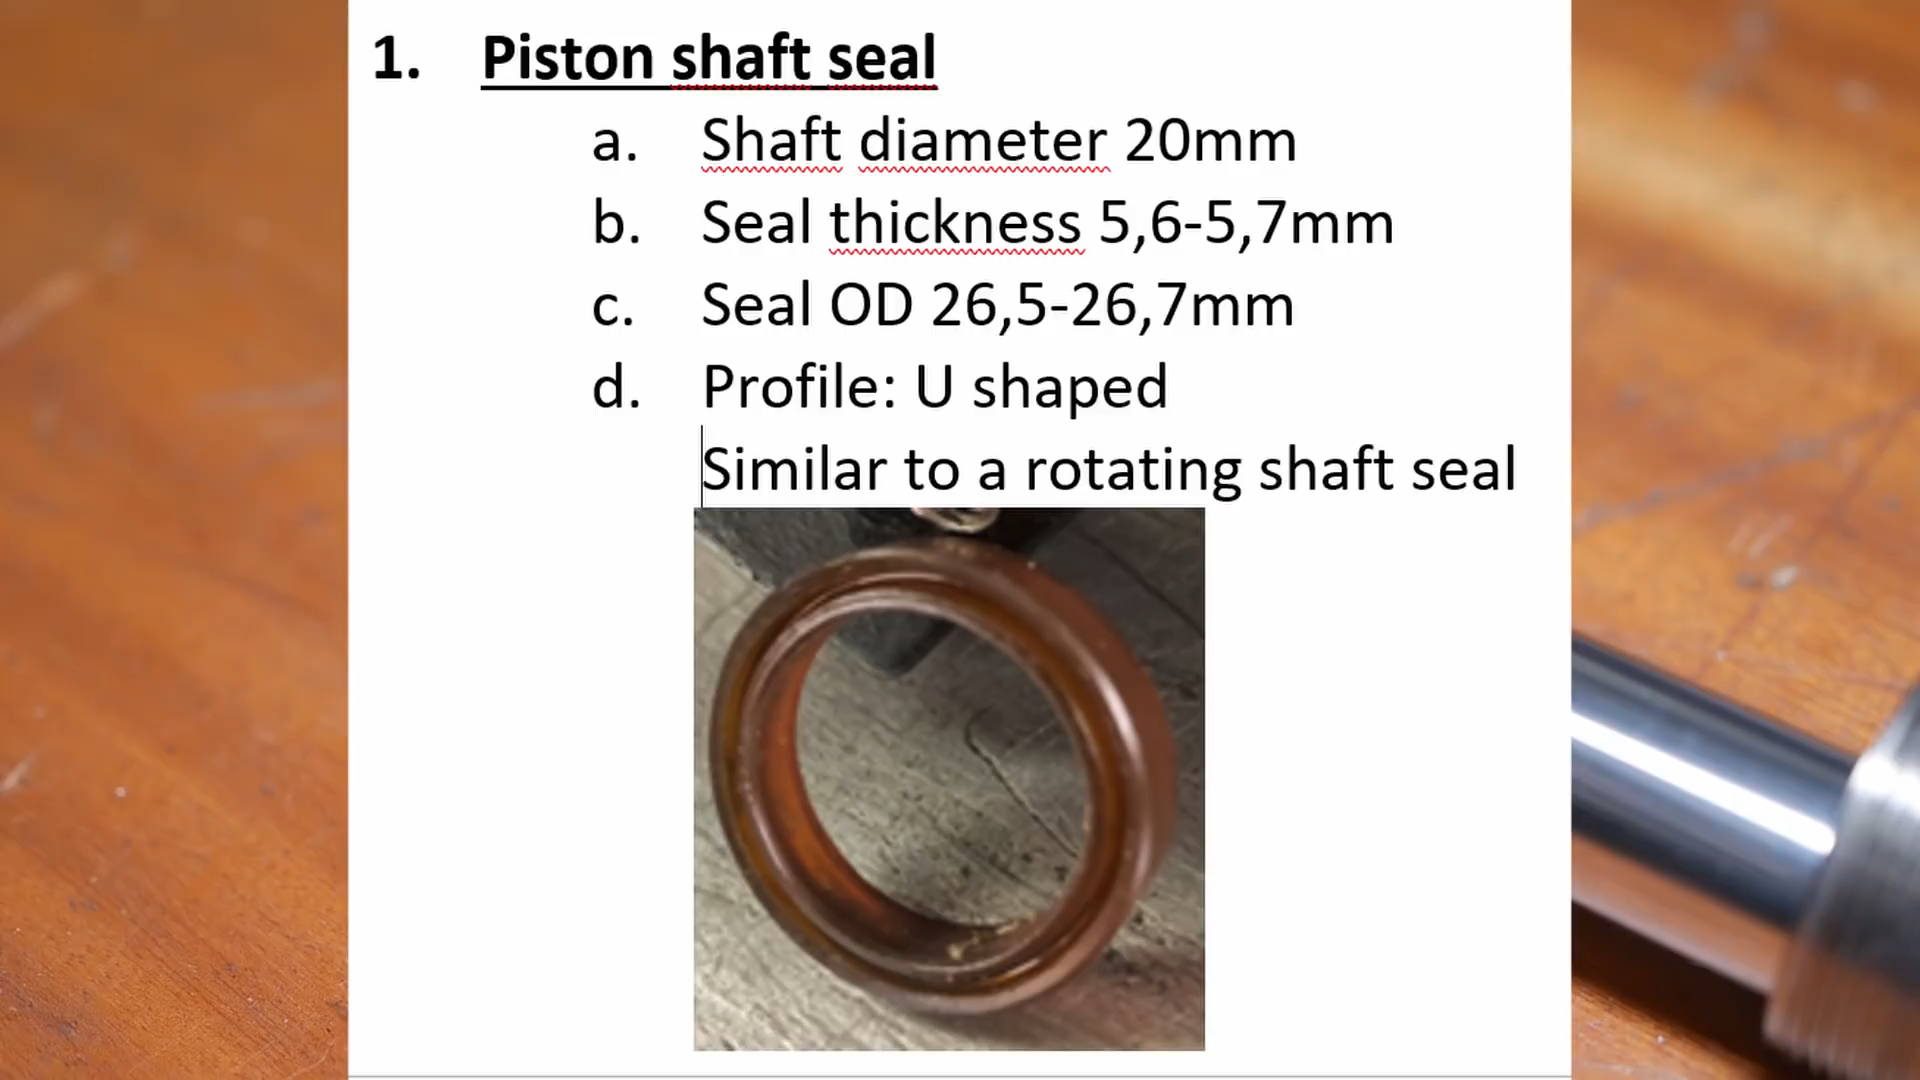 1. Piston shaft seal
a. Shaft diameter 20mm
b. Seal thickness 5,6-5,7mm
c. Seal OD 26,5-26,7mm
d. Profile: U shaped
Similar to a rotating shaft seal